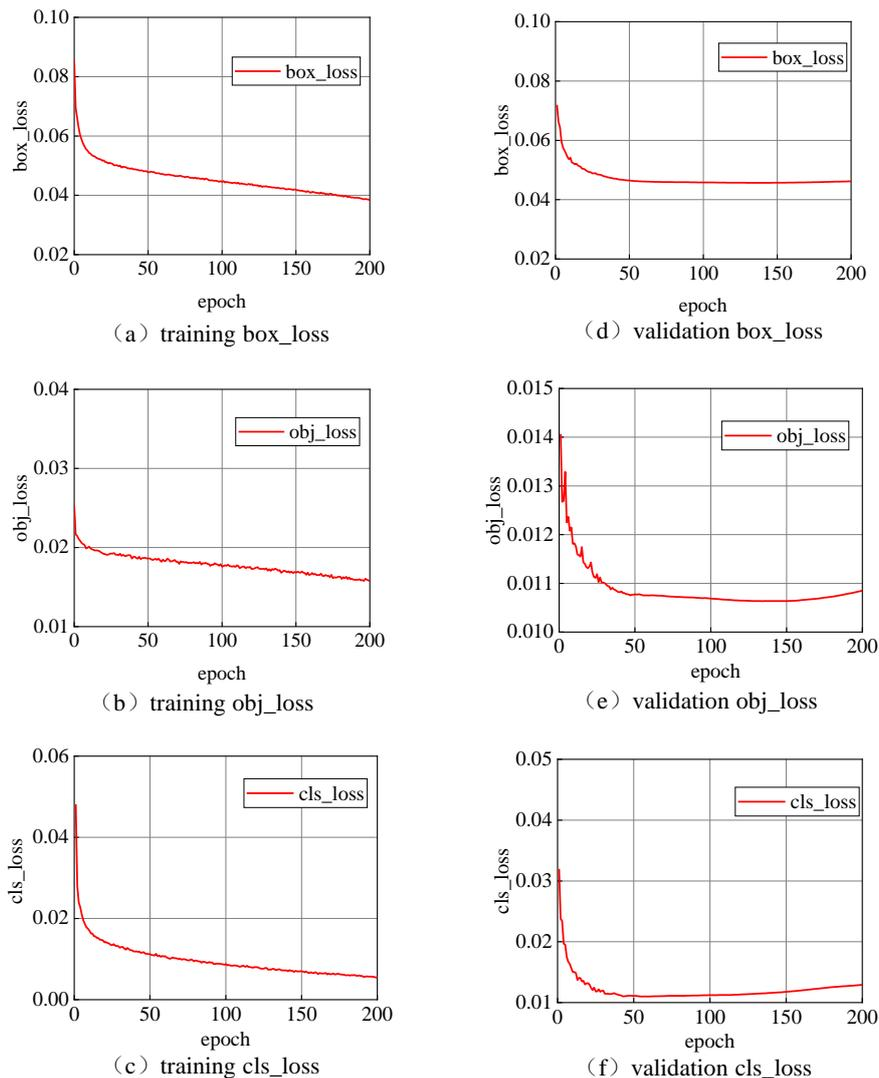 0.10
0.08
0.06
0.04
0.02
box_loss
box_loss
0 50 100 150 200
epoch
（a）training box_loss
0.10
0.08
0.06
0.04
0.02
box_loss
box_loss
0 50 100 150 200
epoch
（d）validation box_loss
0.04
0.03
0.02
0.01
obj_loss
obj_loss
0 50 100 150 200
epoch
（b）training obj_loss
0.015
0.014
0.013
0.012
0.011
0.010
obj_loss
obj_loss
0 50 100 150 200
epoch
（e）validation obj_loss
0.06
0.04
0.02
0.00
cls_loss
cls_loss
0 50 100 150 200
epoch
（c）training cls_loss
0.05
0.04
0.03
0.02
0.01
cls_loss
cls_loss
0 50 100 150 200
epoch
（f）validation cls_loss